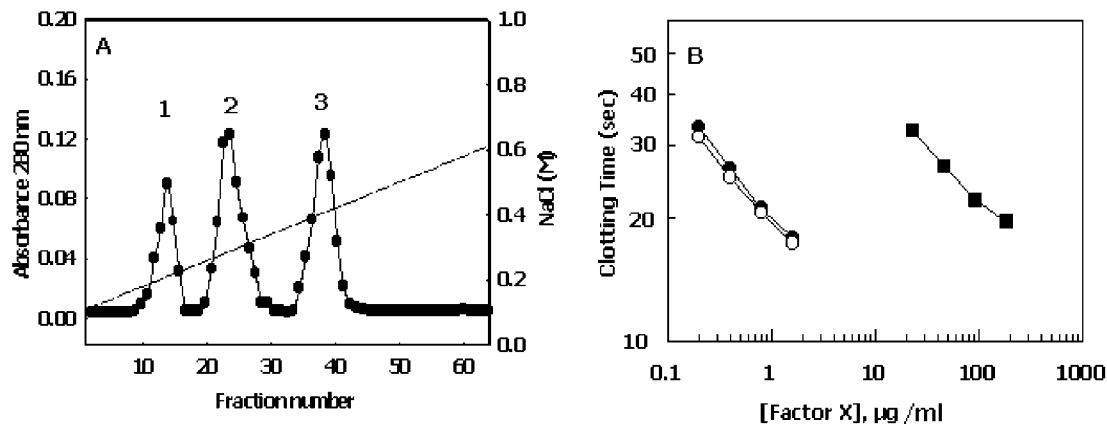 A
0.20
0.16
0.12
0.08
0.04
0.00
Absorbance 280 nm
1 2 3
1.0
0.8
0.6
0.4
0.2
0.0
NaCl (M)
10 20 30 40 50 60
Fraction number
B
50
40
30
20
10
Clotting Time (sec)
0.1 1 10 100 1000
[Factor X], µg /ml